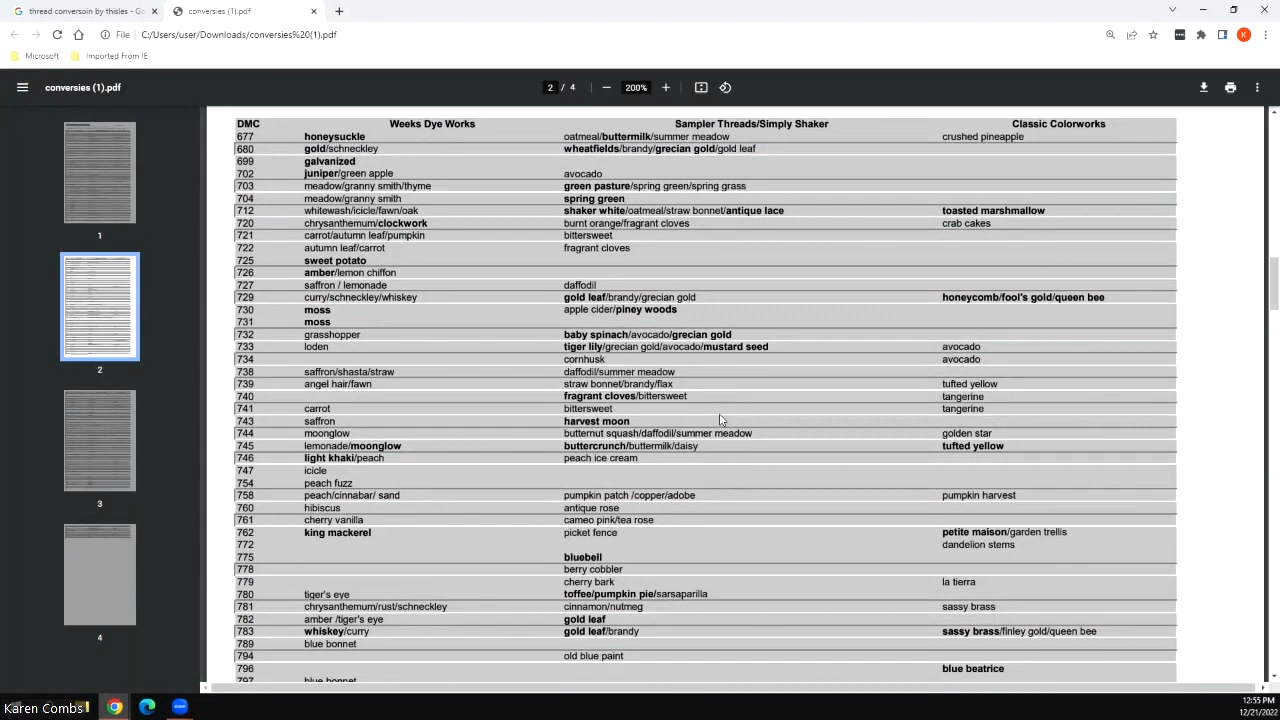 thread conversoin by thisles - G
conversies (1).pdf
File C:/Users/user/Downloads/conversies%20(1).pdf
K
Microsoft Imported From IE
conversies (1).pdf 2 / 4 200%
1
2
3
4
DMC Weeks Dye Works Sampler Threads/Simply Shaker Classic Colorworks
677 honeysuckle oatmeal/buttermilk/summer meadow crushed pineapple
680 gold/schneckley wheatfields/brandy/grecian gold/gold leaf
699 galvanized
702 juniper/green apple avocado
703 meadow/granny smith/thyme green pasture/spring green/spring grass
704 meadow/granny smith spring green
712 whitewash/icicle/fawn/oak shaker white/oatmeal/straw bonnet/antique lace toasted marshmallow
720 chrysanthemum/clockwork burnt orange/fragrant cloves crab cakes
721 carrot/autumn leaf/pumpkin bittersweet
722 autumn leaf/carrot fragrant cloves
725 sweet potato
726 amber/lemon chiffon
727 saffron / lemonade daffodil
729 curry/schneckley/whiskey gold leaf/brandy/grecian gold honeycomb/fool's gold/queen bee
730 moss apple cider/piney woods
731 moss
732 grasshopper baby spinach/avocado/grecian gold
733 loden tiger lily/grecian gold/avocado/mustard seed avocado
734 cornhusk avocado
738 saffron/shasta/straw daffodil/summer meadow
739 angel hair/fawn straw bonnet/brandy/flax tufted yellow
740 fragrant cloves/bittersweet tangerine
741 carrot bittersweet tangerine
743 saffron harvest moon
744 moonglow butternut squash/daffodil/summer meadow golden star
745 lemonade/moonglow buttercrunch/buttermilk/daisy tufted yellow
746 light khaki/peach peach ice cream
747 icicle
754 peach fuzz
758 peach/cinnabar/ sand pumpkin patch /copper/adobe pumpkin harvest
760 hibiscus antique rose
761 cherry vanilla cameo pink/tea rose
762 king mackerel picket fence petite maison/garden trellis
772 dandelion stems
775 bluebell
778 berry cobbler
779 cherry bark la tierra
780 tiger's eye toffee/pumpkin pie/sarsaparilla
781 chrysanthemum/rust/schneckley cinnamon/nutmeg sassy brass
782 amber /tiger's eye gold leaf
783 whiskey/curry gold leaf/brandy sassy brass/finley gold/queen bee
789 blue bonnet
794 old blue paint
796 blue beatrice
797 blue bonnet
Karen Combs
12:55 PM
12/21/2022